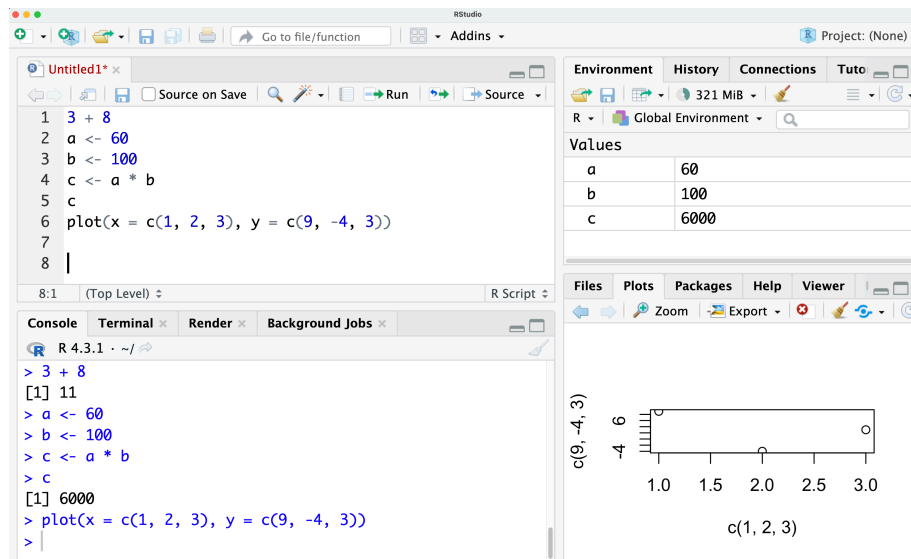 RStudio
Go to file/function
Addins
Project: (None)
Untitled1*
Source on Save
Run
Source
1 3 + 8
2 a <- 60
3 b <- 100
4 c <- a * b
5 c
6 plot(x = c(1, 2, 3), y = c(9, -4, 3))
7
8
8:1 (Top Level) R Script
Console Terminal Render Background Jobs
R 4.3.1 · ~/
> 3 + 8
[1] 11
> a <- 60
> b <- 100
> c <- a * b
> c
[1] 6000
> plot(x = c(1, 2, 3), y = c(9, -4, 3))
>
Environment History Connections Tuto
321 MiB
R Global Environment
Values
a 60
b 100
c 6000
Files Plots Packages Help Viewer
Zoom Export
c(9, -4, 3)
6
-4
1.0 1.5 2.0 2.5 3.0
c(1, 2, 3)